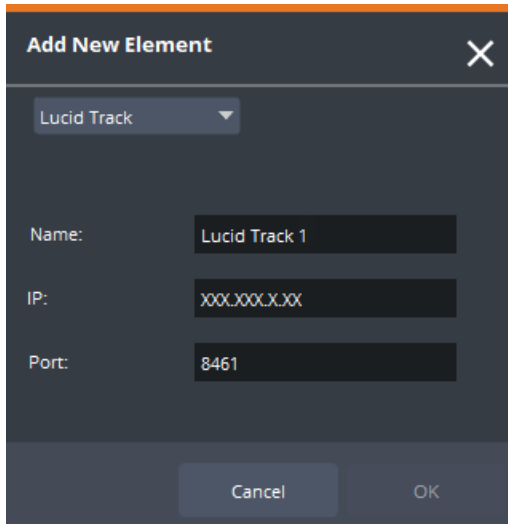 Add New Element
Lucid Track
Name: Lucid Track 1
IP: XXX.XXX.X.XX
Port: 8461
Cancel OK